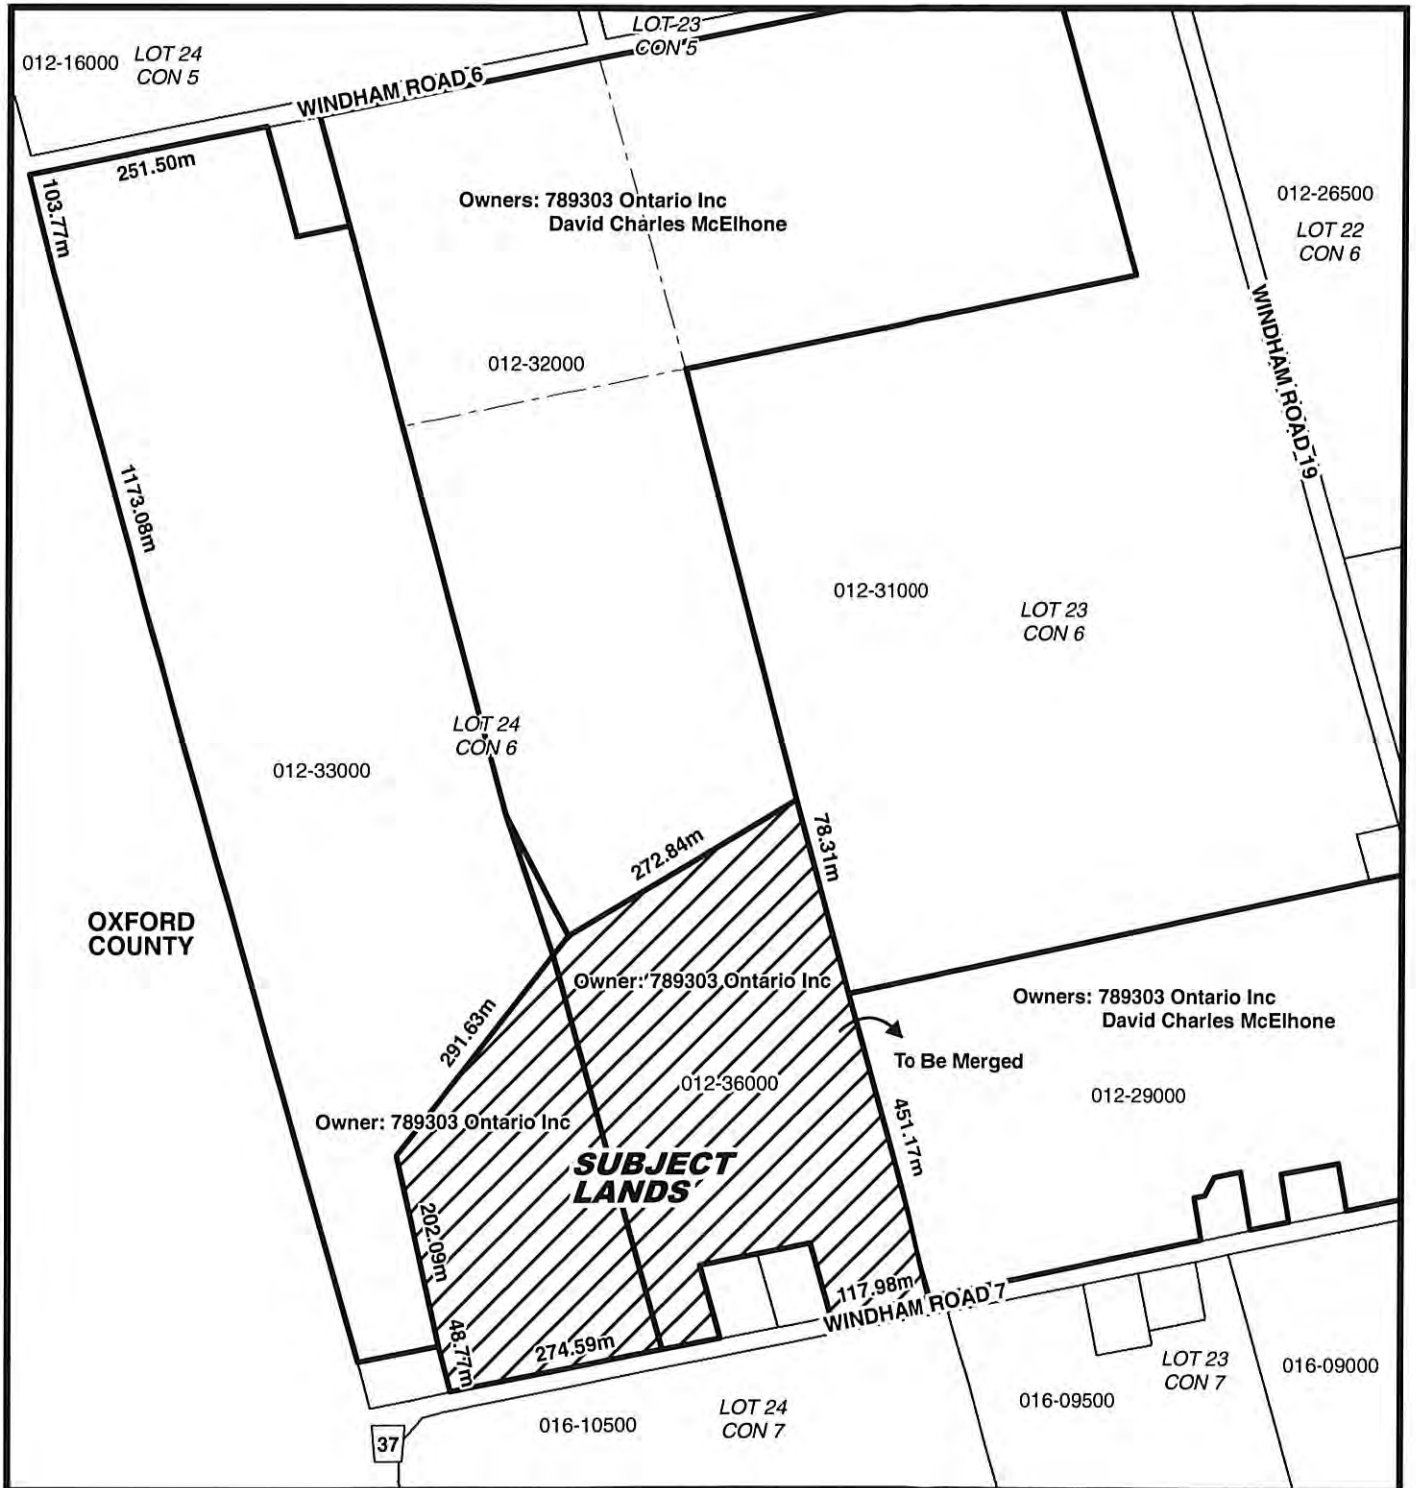 LOT 23
CON 5
012-16000
LOT 24
CON 5
WINDHAM ROAD 6
251.50m
103.77m
Owners: 789303 Ontario Inc
David Charles McElhone
012-26500
LOT 22
CON 6
WINDHAM ROAD 19
012-32000
1173.08m
012-31000
LOT 23
CON 6
LOT 24
CON 6
012-33000
272.84m
78.31m
OXFORD
COUNTY
Owner: 789303 Ontario Inc
Owners: 789303 Ontario Inc
David Charles McElhone
291.63m
To Be Merged
012-36000
012-29000
Owner: 789303 Ontario Inc
451.17m
SUBJECT
LANDS
202.09m
117.98m
WINDHAM ROAD 7
48.77m
274.59m
LOT 23
CON 7
016-09000
016-09500
LOT 24
CON 7
016-10500
37